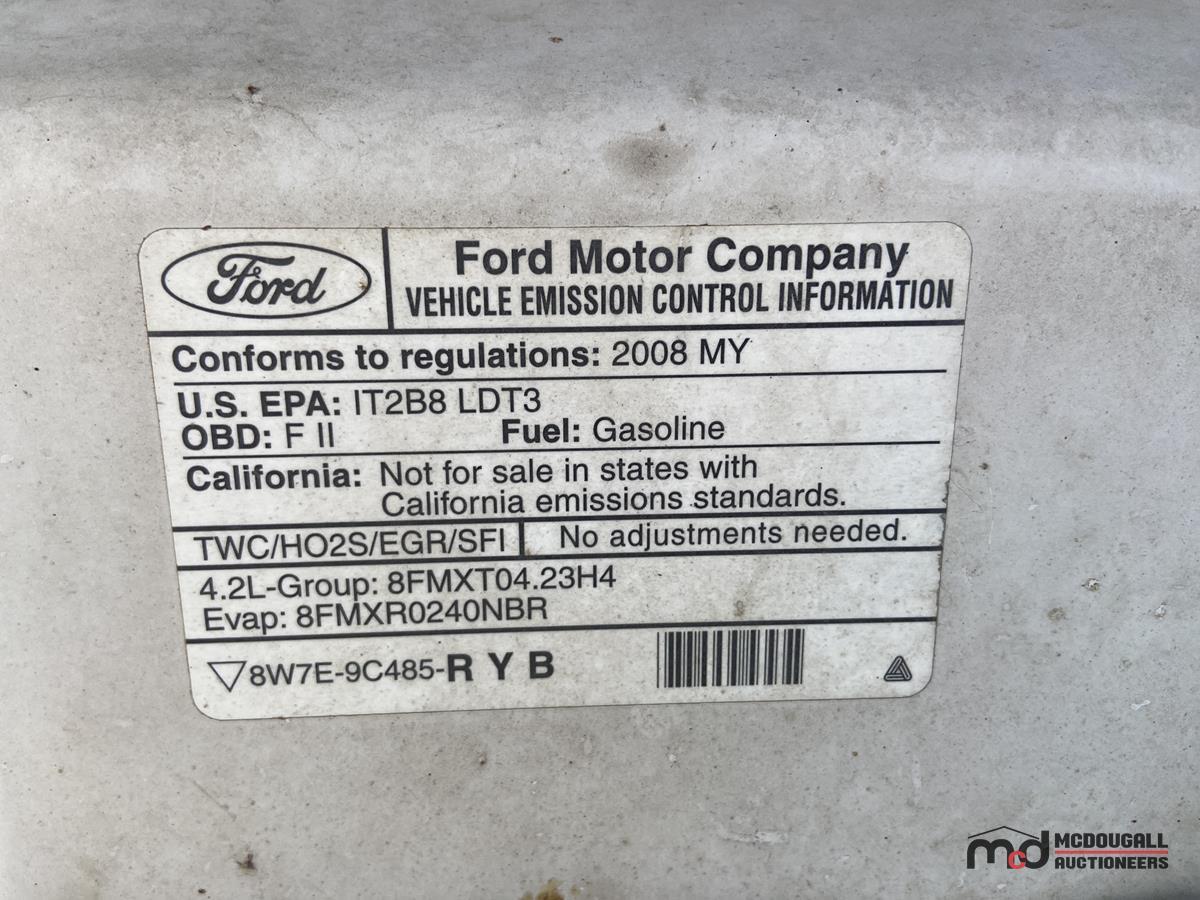 Ford
Ford Motor Company
VEHICLE EMISSION CONTROL INFORMATION
Conforms to regulations: 2008 MY
U.S. EPA: IT2B8 LDT3
OBD: F II Fuel: Gasoline
California: Not for sale in states with
California emissions standards.
TWC/HO2S/EGR/SFI No adjustments needed.
4.2L-Group: 8FMXT04.23H4
Evap: 8FMXR0240NBR
8W7E-9C485-R Y B
mcd MCDOUGALL
AUCTIONEERS